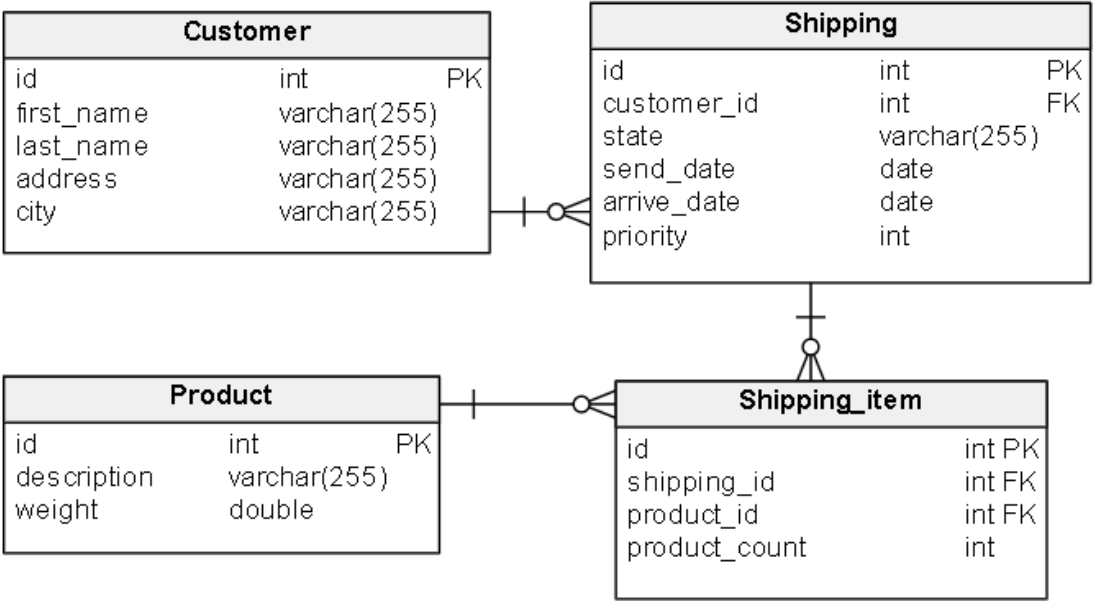 Customer
id int PK
first_name varchar(255)
last_name varchar(255)
address varchar(255)
city varchar(255)
Shipping
id int PK
customer_id int FK
state varchar(255)
send_date date
arrive_date date
priority int
Product
id int PK
description varchar(255)
weight double
Shipping_item
id int PK
shipping_id int FK
product_id int FK
product_count int